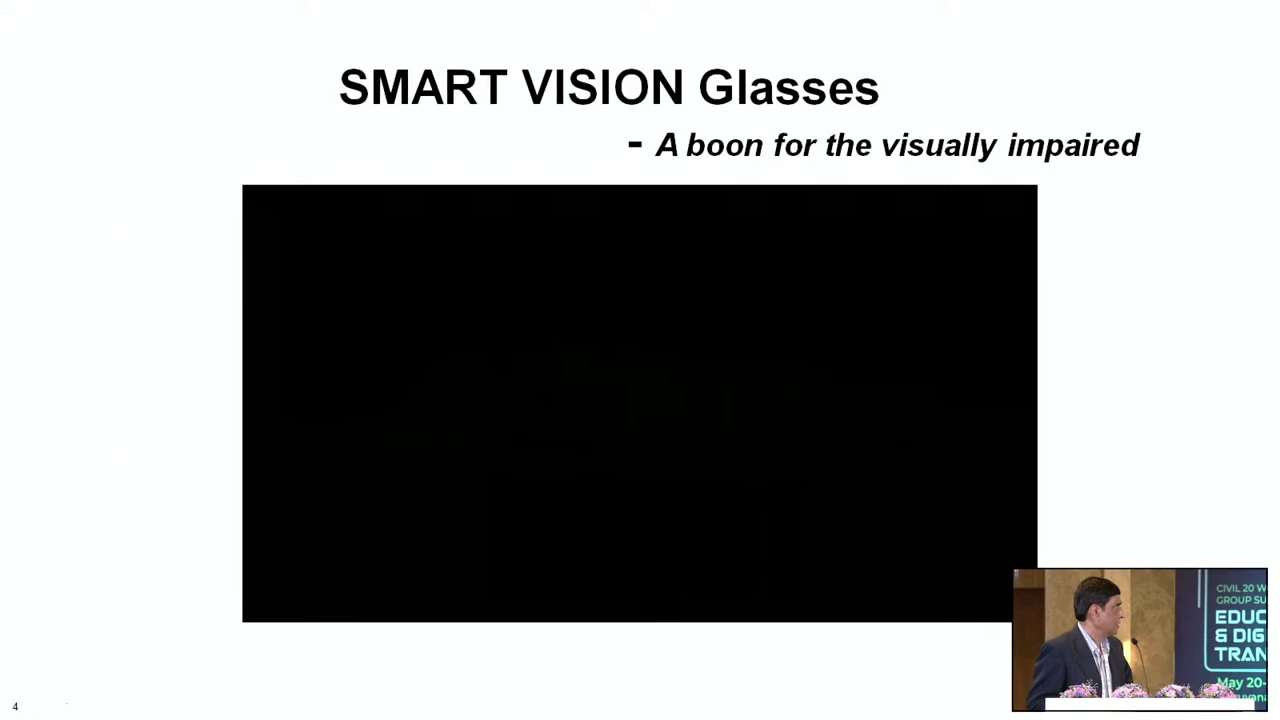 SMART VISION Glasses
- A boon for the visually impaired
CIVIL 20 W
GROUP SU
EDUC
& DIG
TRAN
May 20-
4